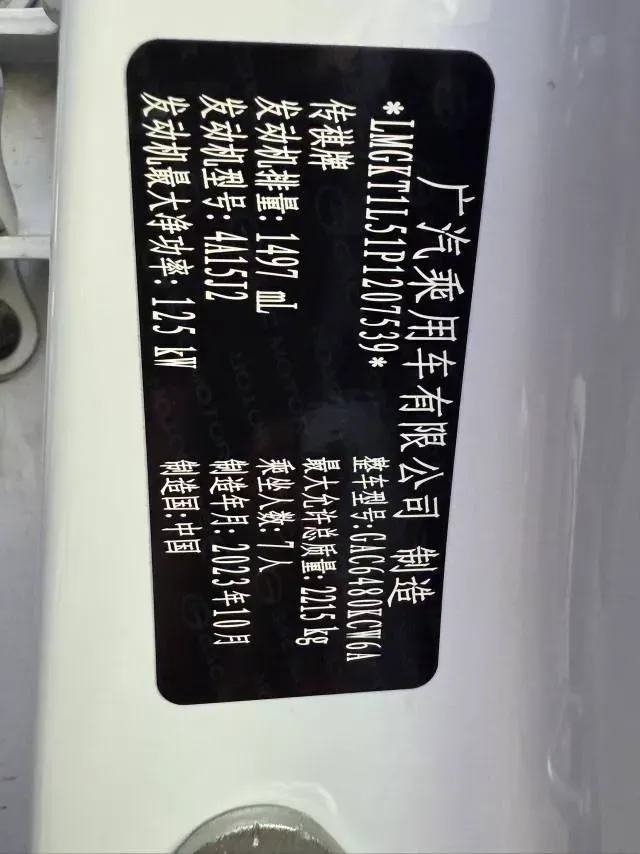 广汽乘用车有限公司 制造
*LMGKT1L51P1207539*
传祺牌 整车型号:GAC6480KCW6A
发动机排量:1497 mL 最大允许总质量:2215 kg
发动机型号:4A15J2 乘坐人数:7人
发动机最大净功率:125 kW 制造年月:2023年10月
制造国:中国